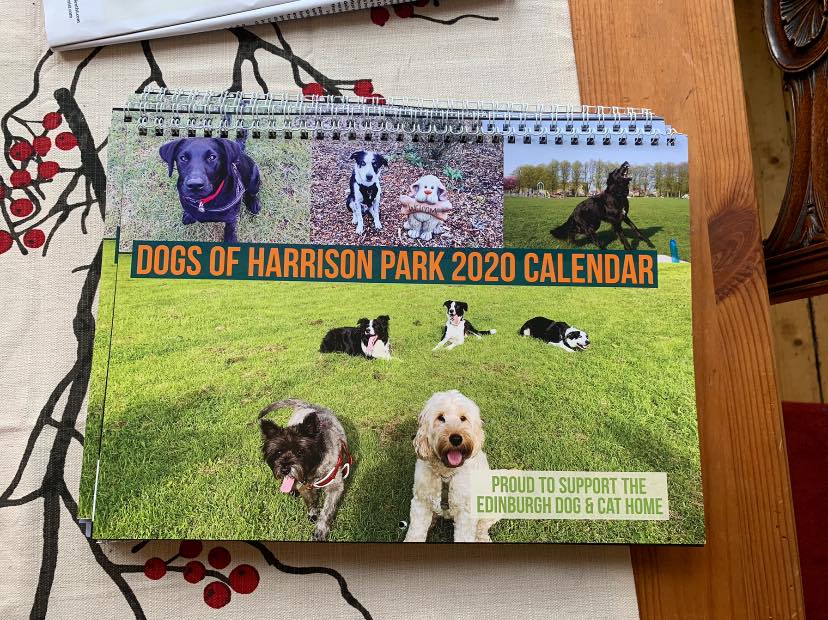 DOGS OF HARRISON PARK 2020 CALENDAR
PROUD TO SUPPORT THE
EDINBURGH DOG & CAT HOME